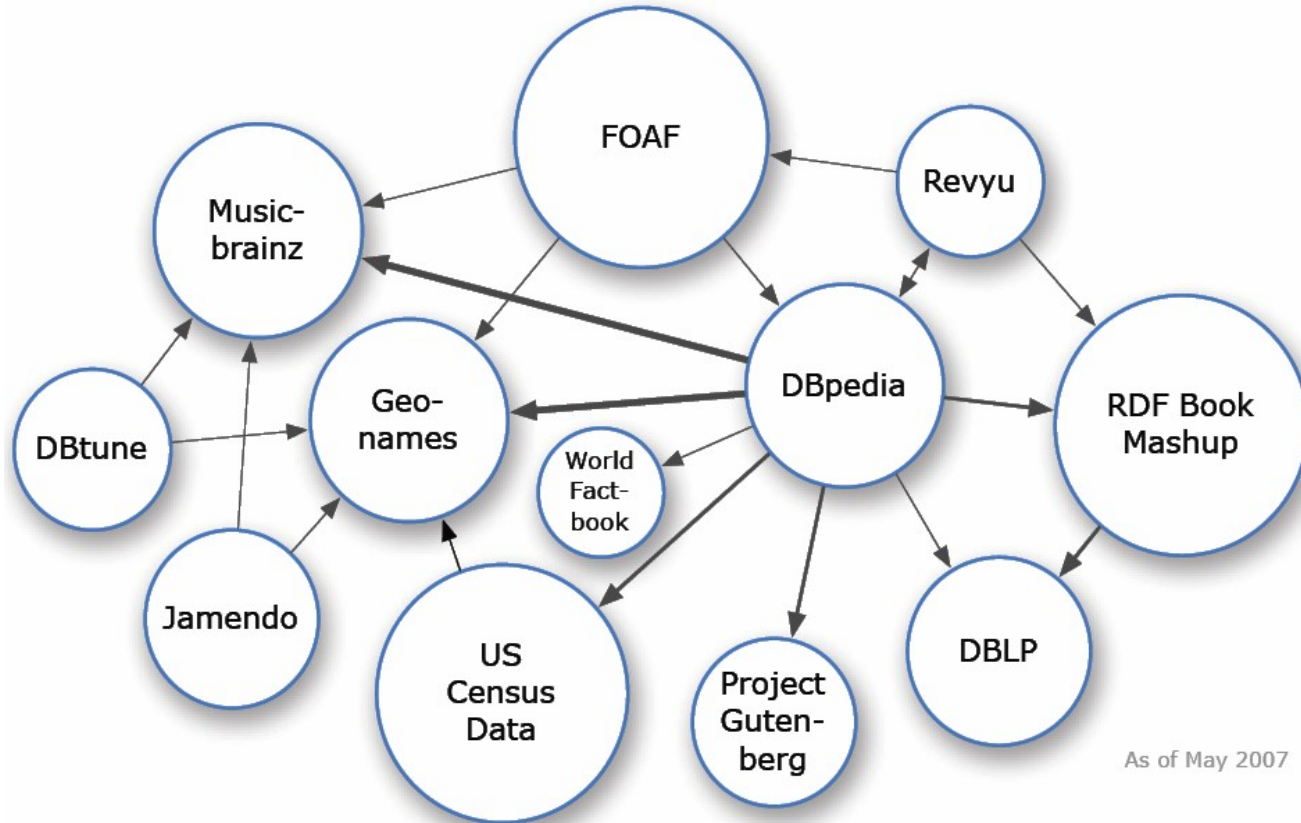 FOAF
Revyu
Music-
brainz
DBpedia
Geo-
names
RDF Book
Mashup
DBtune
World
Fact-
book
Jamendo
US
Census
Data
Project
Guten-
berg
DBLP
As of May 2007